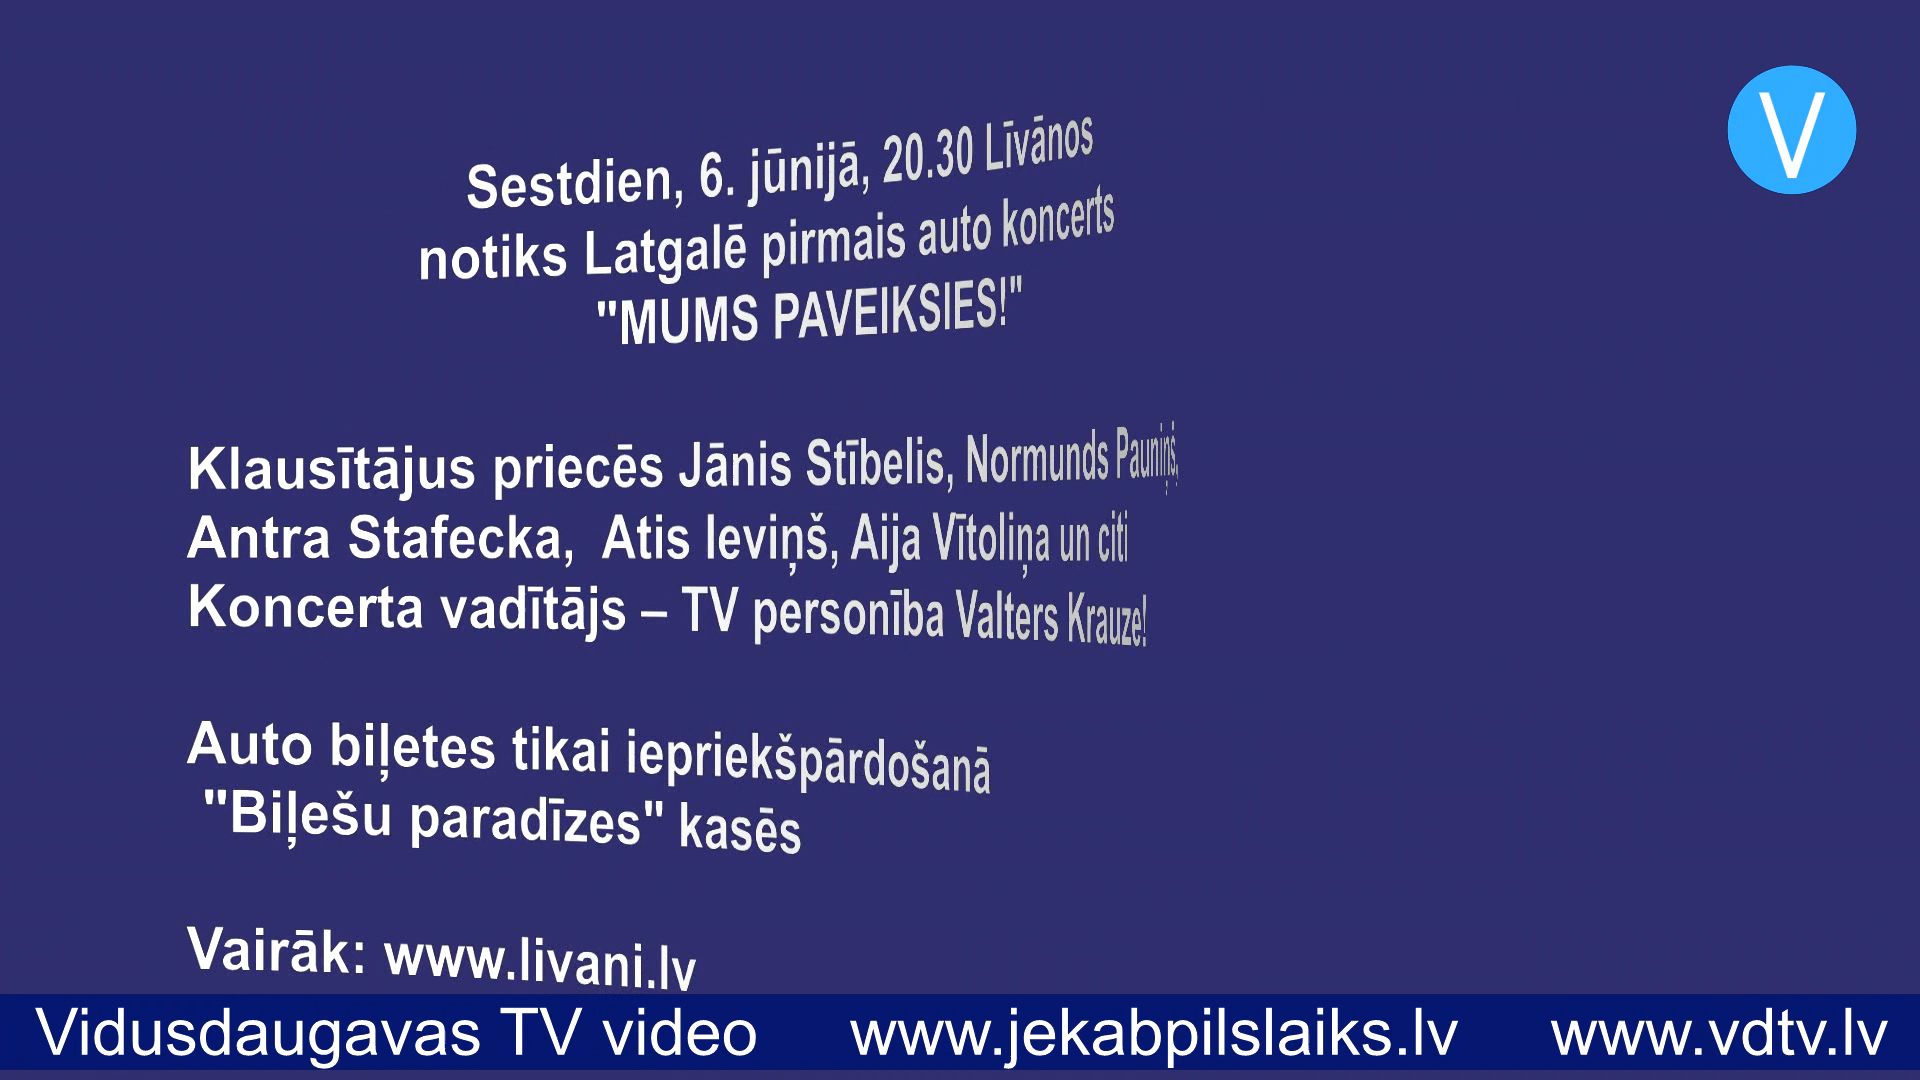 V
Sestdien, 6. jūnijā, 20.30 Līvānos
notiks Latgalē pirmais auto koncerts
"MUMS PAVEIKSIES!"
Klausītājus priecēs Jānis Stībelis, Normunds Pauniņš,
Antra Stafecka, Atis Ieviņš, Aija Vītoliņa un citi
Koncerta vadītājs – TV personība Valters Krauze!
Auto biļetes tikai iepriekšpārdošanā
"Biļešu paradīzes" kasēs
Vairāk: www.livani.lv
Vidusdaugavas TV video www.jekabpilslaiks.lv www.vdtv.lv